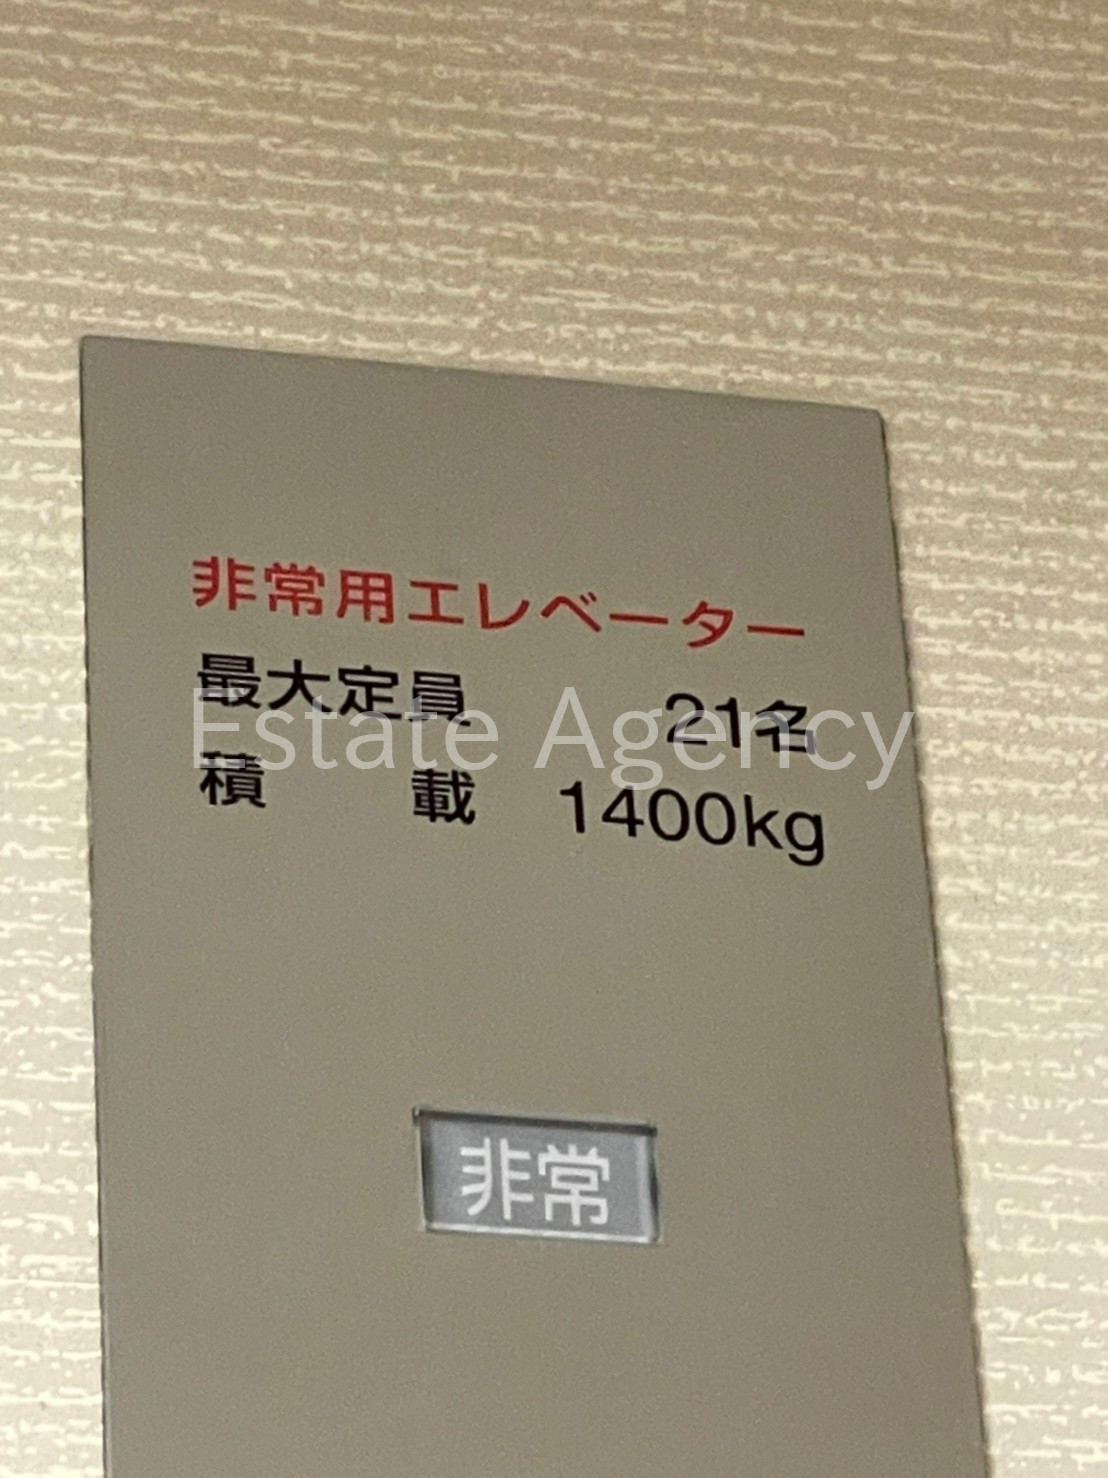 非常用エレベーター
最大定員 21名
Estate Agency
積 載 1400kg
非常